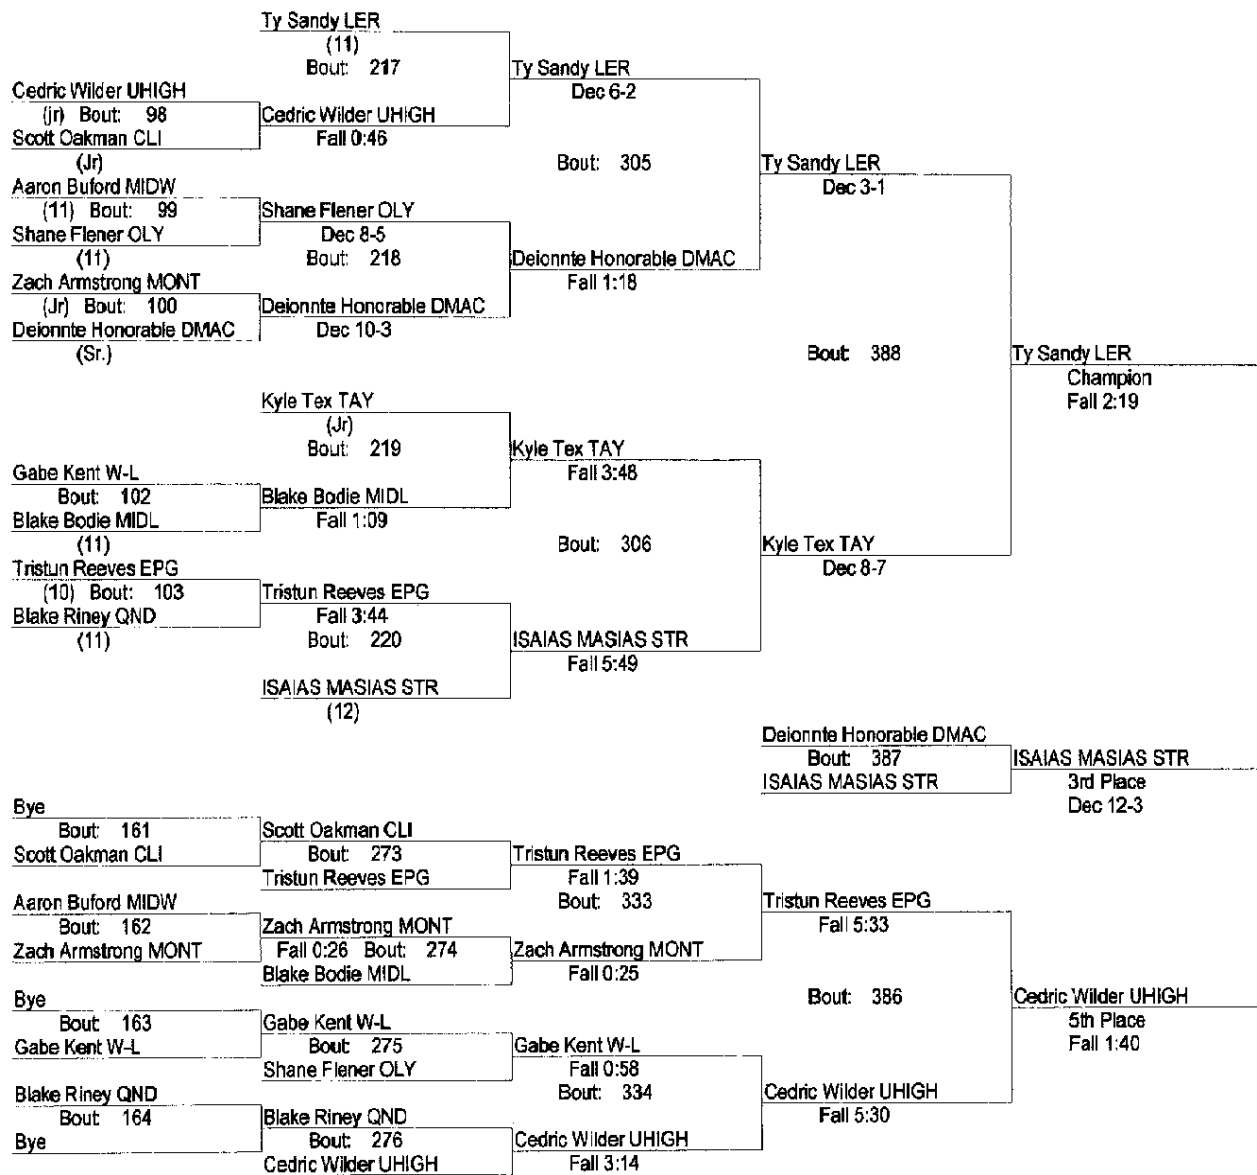 Ty Sandy LER
(11)
Bout: 217
Ty Sandy LER
Dec 6-2
Cedric Wilder UHIGH
(jr) Bout: 98
Cedric Wilder UHIGH
Fall 0:46
Scott Oakman CLI
(Jr)
Bout: 305
Ty Sandy LER
Dec 3-1
Aaron Buford MIDW
(11) Bout: 99
Shane Flener OLY
Dec 8-5
Shane Flener OLY
(11)
Bout: 218
Deionnte Honorable DMAC
Fall 1:18
Zach Armstrong MONT
(Jr) Bout: 100
Deionnte Honorable DMAC
Dec 10-3
Deionnte Honorable DMAC
(Sr.)
Bout: 388
Ty Sandy LER
Champion
Fall 2:19
Kyle Tex TAY
(Jr)
Bout: 219
Kyle Tex TAY
Fall 3:48
Gabe Kent W-L
Bout: 102
Blake Bodie MIDL
Fall 1:09
Blake Bodie MIDL
(11)
Bout: 306
Kyle Tex TAY
Dec 8-7
Tristun Reeves EPG
(10) Bout: 103
Tristun Reeves EPG
Fall 3:44
Blake Riney QND
(11)
Bout: 220
ISAIAS MASIAS STR
Fall 5:49
ISAIAS MASIAS STR
(12)
Deionnte Honorable DMAC
Bout: 387
ISAIAS MASIAS STR
3rd Place
Dec 12-3
ISAIAS MASIAS STR
Bye
Bout: 161
Scott Oakman CLI
Scott Oakman CLI
Bout: 273
Tristun Reeves EPG
Tristun Reeves EPG
Fall 1:39
Bout: 333
Tristun Reeves EPG
Fall 5:33
Aaron Buford MIDW
Bout: 162
Zach Armstrong MONT
Zach Armstrong MONT
Fall 0:26 Bout: 274
Blake Bodie MIDL
Zach Armstrong MONT
Fall 0:25
Bout: 386
Cedric Wilder UHIGH
5th Place
Fall 1:40
Bye
Bout: 163
Gabe Kent W-L
Gabe Kent W-L
Bout: 275
Shane Flener OLY
Gabe Kent W-L
Fall 0:58
Bout: 334
Cedric Wilder UHIGH
Fall 5:30
Blake Riney QND
Bout: 164
Bye
Blake Riney QND
Bout: 276
Cedric Wilder UHIGH
Cedric Wilder UHIGH
Fall 3:14